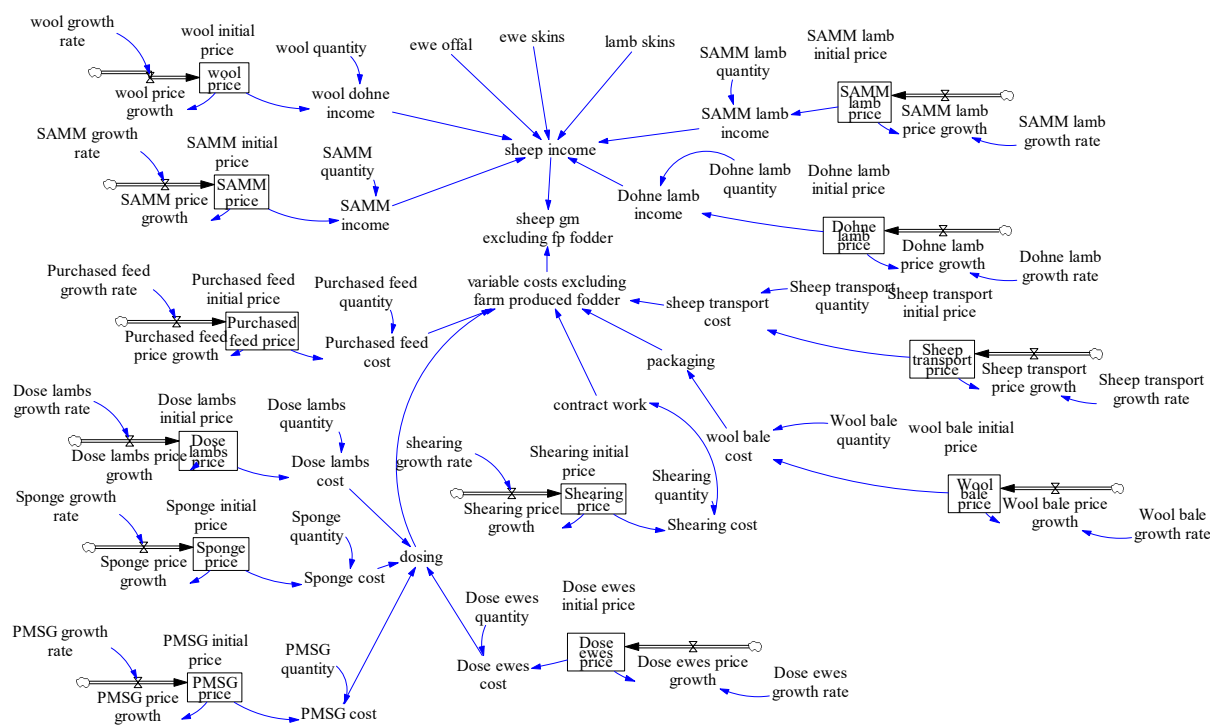 wool growth
rate
wool initial
price
wool
price
wool price
growth
wool quantity
wool dohne
income
ewe offal
ewe skins
lamb skins
SAMM lamb
quantity
SAMM lamb
initial price
SAMM
lamb
price
SAMM lamb
price growth
SAMM lamb
growth rate
SAMM lamb
income
SAMM growth
rate
SAMM initial
price
SAMM
price
SAMM price
growth
SAMM
quantity
SAMM
income
sheep income
Dohne lamb
quantity
Dohne lamb
initial price
Dohne lamb
income
Dohne
lamb
price
Dohne lamb
price growth
Dohne lamb
growth rate
sheep gm
excluding fp fodder
Purchased feed
growth rate
Purchased feed
initial price
Purchased
feed price
Purchased feed
price growth
Purchased feed
quantity
Purchased feed
cost
variable costs excluding
farm produced fodder
sheep transport
cost
Sheep transport
quantity
Sheep transport
initial price
Sheep
transport
price
Sheep transport
price growth
Sheep transport
growth rate
packaging
contract work
Dose lambs
growth rate
Dose lambs
initial price
Dose
lambs
price
Dose lambs price
growth
Dose lambs
quantity
Dose lambs
cost
shearing
growth rate
Shearing initial
price
Shearing
price
Shearing price
growth
Shearing
quantity
Shearing cost
wool bale
cost
Wool bale
quantity
wool bale initial
price
Wool
bale
price
Wool bale price
growth
Wool bale
growth rate
Sponge growth
rate
Sponge initial
price
Sponge
price
Sponge price
growth
Sponge
quantity
Sponge cost
dosing
PMSG growth
rate
PMSG initial
price
PMSG
price
PMSG price
growth
PMSG
quantity
PMSG cost
Dose ewes
quantity
Dose ewes
initial price
Dose
ewes
price
Dose ewes price
growth
Dose ewes
growth rate
Dose ewes
cost